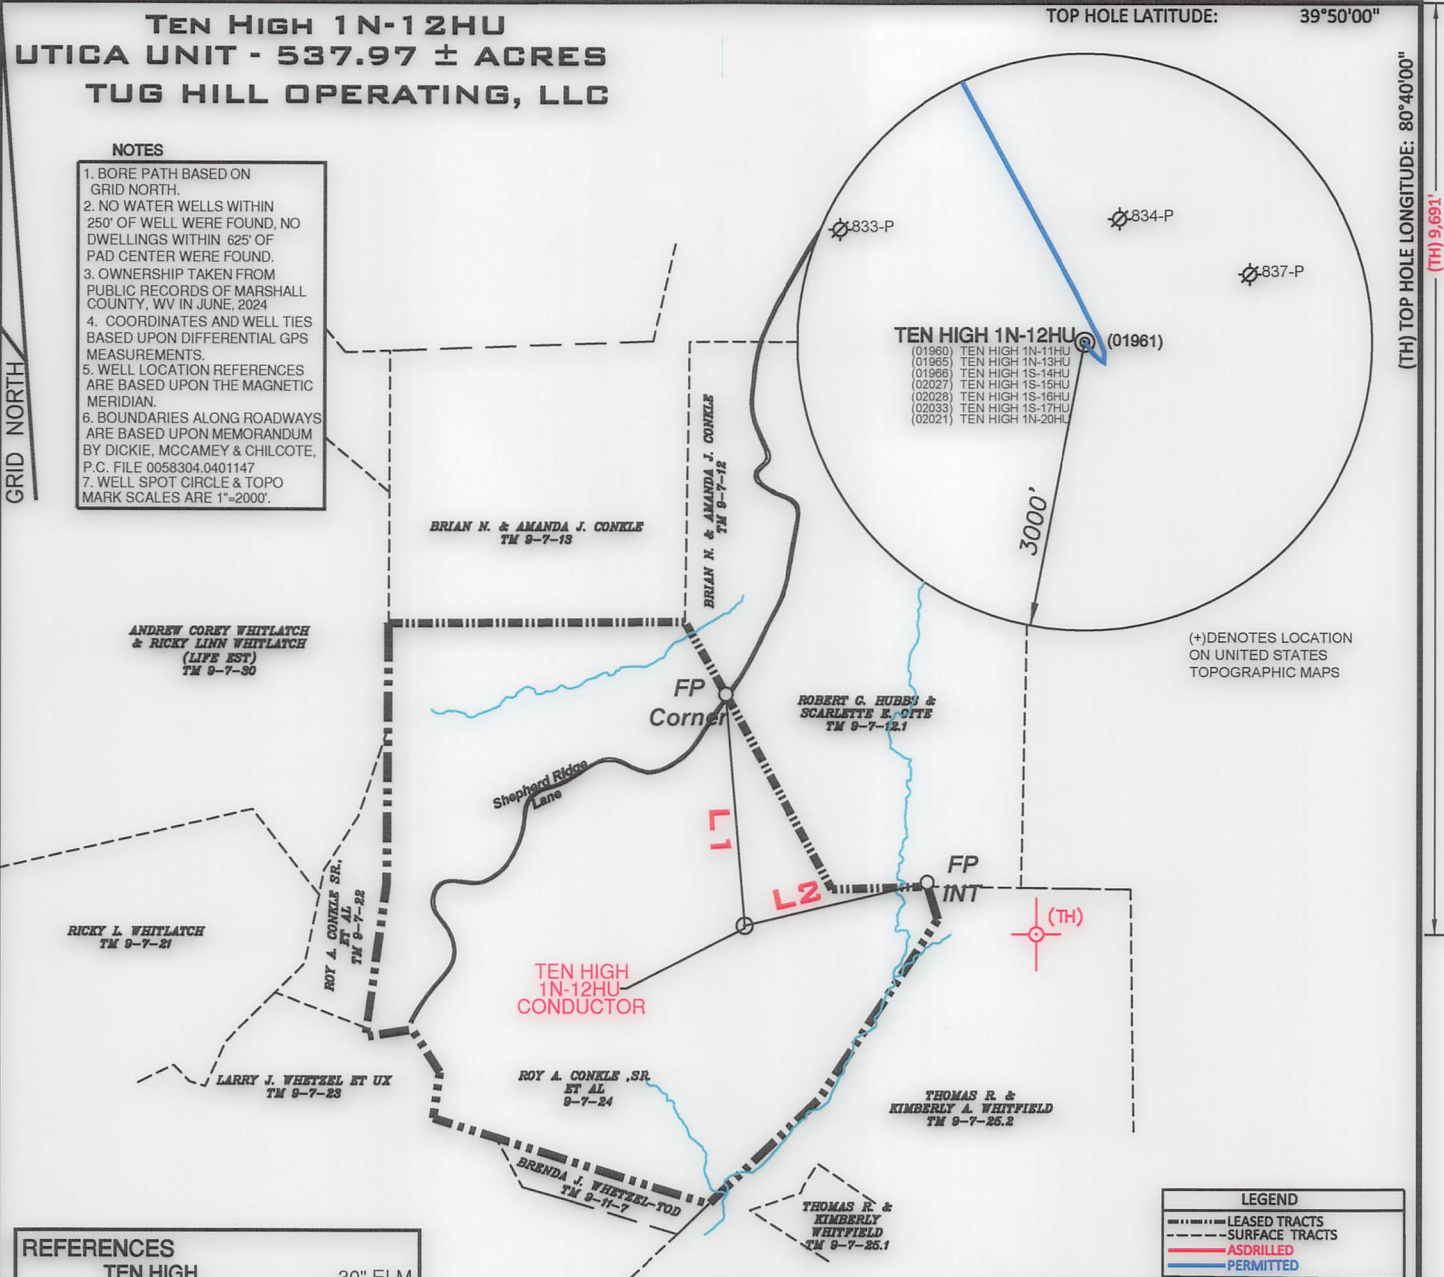 TEN HIGH 1N-12HU
UTICA UNIT - 537.97 ± ACRES
TUG HILL OPERATING, LLC
TOP HOLE LATITUDE: 39°50'00"
(TH) TOP HOLE LONGITUDE: 80°40'00"
(TH) 9,691'
NOTES
1. BORE PATH BASED ON
GRID NORTH.
2. NO WATER WELLS WITHIN
250' OF WELL WERE FOUND, NO
DWELLINGS WITHIN 625' OF
PAD CENTER WERE FOUND.
3. OWNERSHIP TAKEN FROM
PUBLIC RECORDS OF MARSHALL
COUNTY, WV IN JUNE, 2024
4. COORDINATES AND WELL TIES
BASED UPON DIFFERENTIAL GPS
MEASUREMENTS.
5. WELL LOCATION REFERENCES
ARE BASED UPON THE MAGNETIC
MERIDIAN.
6. BOUNDARIES ALONG ROADWAYS
ARE BASED UPON MEMORANDUM
BY DICKIE, MCCAMEY & CHILCOTE,
P.C. FILE 0058304.0401147
7. WELL SPOT CIRCLE & TOPO
MARK SCALES ARE 1"=2000'.
GRID NORTH
833-P
834-P
837-P
TEN HIGH 1N-12HU (01961)
(01960) TEN HIGH 1N-11HU
(01965) TEN HIGH 1N-13HU
(01966) TEN HIGH 1S-14HU
(02027) TEN HIGH 1S-15HU
(02028) TEN HIGH 1S-16HU
(02033) TEN HIGH 1S-17HU
(02021) TEN HIGH 1N-20HU
3000'
BRIAN N. & AMANDA J. CONKLE
TM 9-7-13
BRIAN N. & AMANDA J. CONKLE
TM 9-7-12
ANDREW COREY WHITLATCH
& RICKY LINN WHITLATCH
(LIFE EST)
TM 9-7-30
(+)DENOTES LOCATION
ON UNITED STATES
TOPOGRAPHIC MAPS
FP
Corner
ROBERT G. HUBBS &
SCARLETTE E. OTTE
TM 9-7-12.1
Shepherd Ridge
Lane
L1
L2
FP
INT
(TH)
ROY A. CONKLE SR.,
ET AL
TM 9-7-22
RICKY L. WHITLATCH
TM 9-7-21
TEN HIGH
1N-12HU
CONDUCTOR
LARRY J. WHETZEL ET UX
TM 9-7-23
ROY A. CONKLE ,SR.
ET AL
9-7-24
THOMAS R. &
KIMBERLY A. WHITFIELD
TM 9-7-25.2
BRENDA J. WHETZEL-TOD
TM 9-11-7
THOMAS R. &
KIMBERLY
WHITFIELD
TM 9-7-25.1
LEGEND
LEASED TRACTS
SURFACE TRACTS
ASDRILLED
PERMITTED
REFERENCES
TEN HIGH
30" ELM